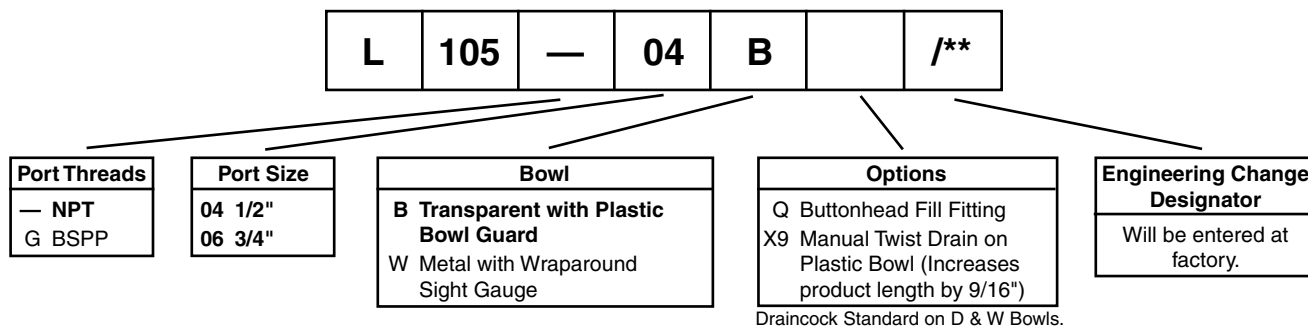 L 105 — 04 B /**
Port Threads
— NPT
G BSPP
Port Size
04 1/2"
06 3/4"
Bowl
B Transparent with Plastic
Bowl Guard
W Metal with Wraparound
Sight Gauge
Options
Q Buttonhead Fill Fitting
X9 Manual Twist Drain on
Plastic Bowl (Increases
product length by 9/16")
Draincock Standard on D & W Bowls.
Engineering Change
Designator
Will be entered at
factory.